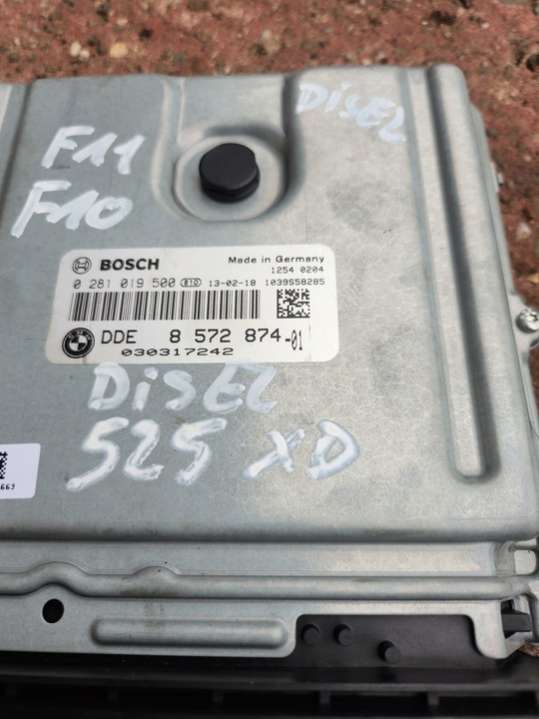 DiSEL
F11
F10
BOSCH
Made in Germany
1254 0204
0 281 019 500
13-02-18
1039S58285
DDE 8 572 874-01
030317242
DiSEL
525 XD